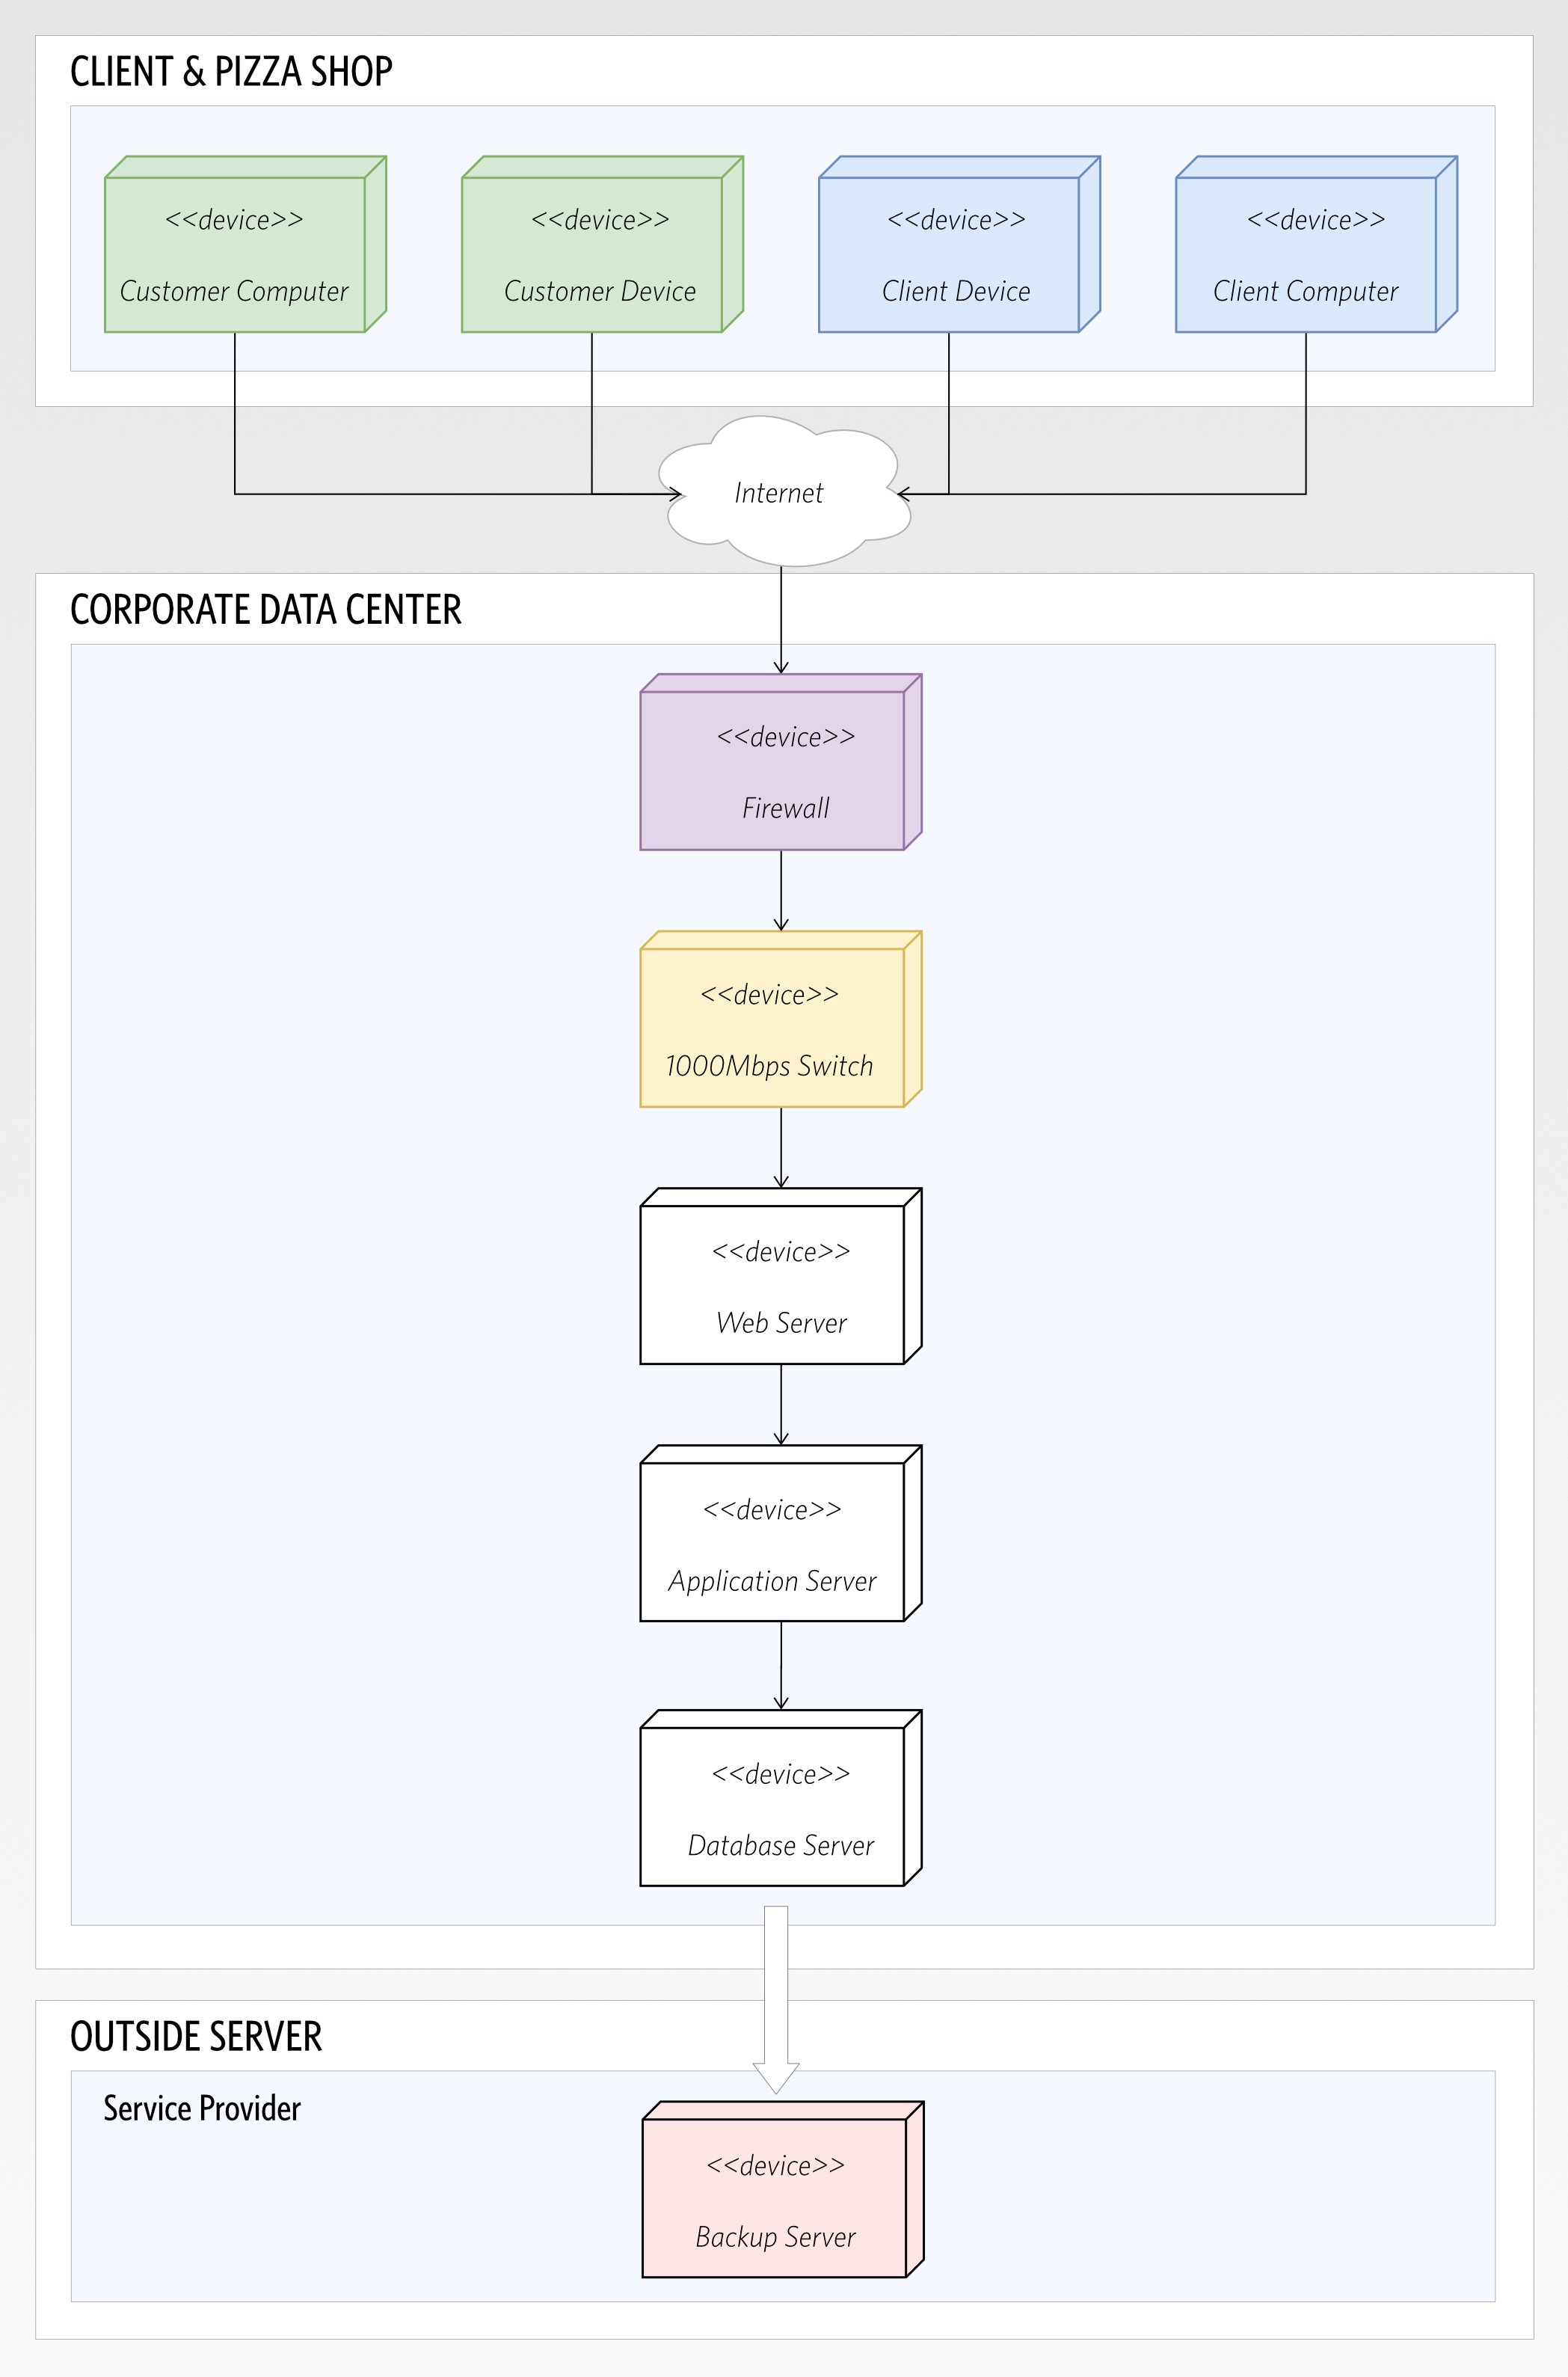 CLIENT & PIZZA SHOP
<<device>>
Customer Computer
<<device>>
Customer Device
<<device>>
Client Device
<<device>>
Client Computer
Internet
CORPORATE DATA CENTER
<<device>>
Firewall
<<device>>
1000Mbps Switch
<<device>>
Web Server
<<device>>
Application Server
<<device>>
Database Server
OUTSIDE SERVER
Service Provider
<<device>>
Backup Server